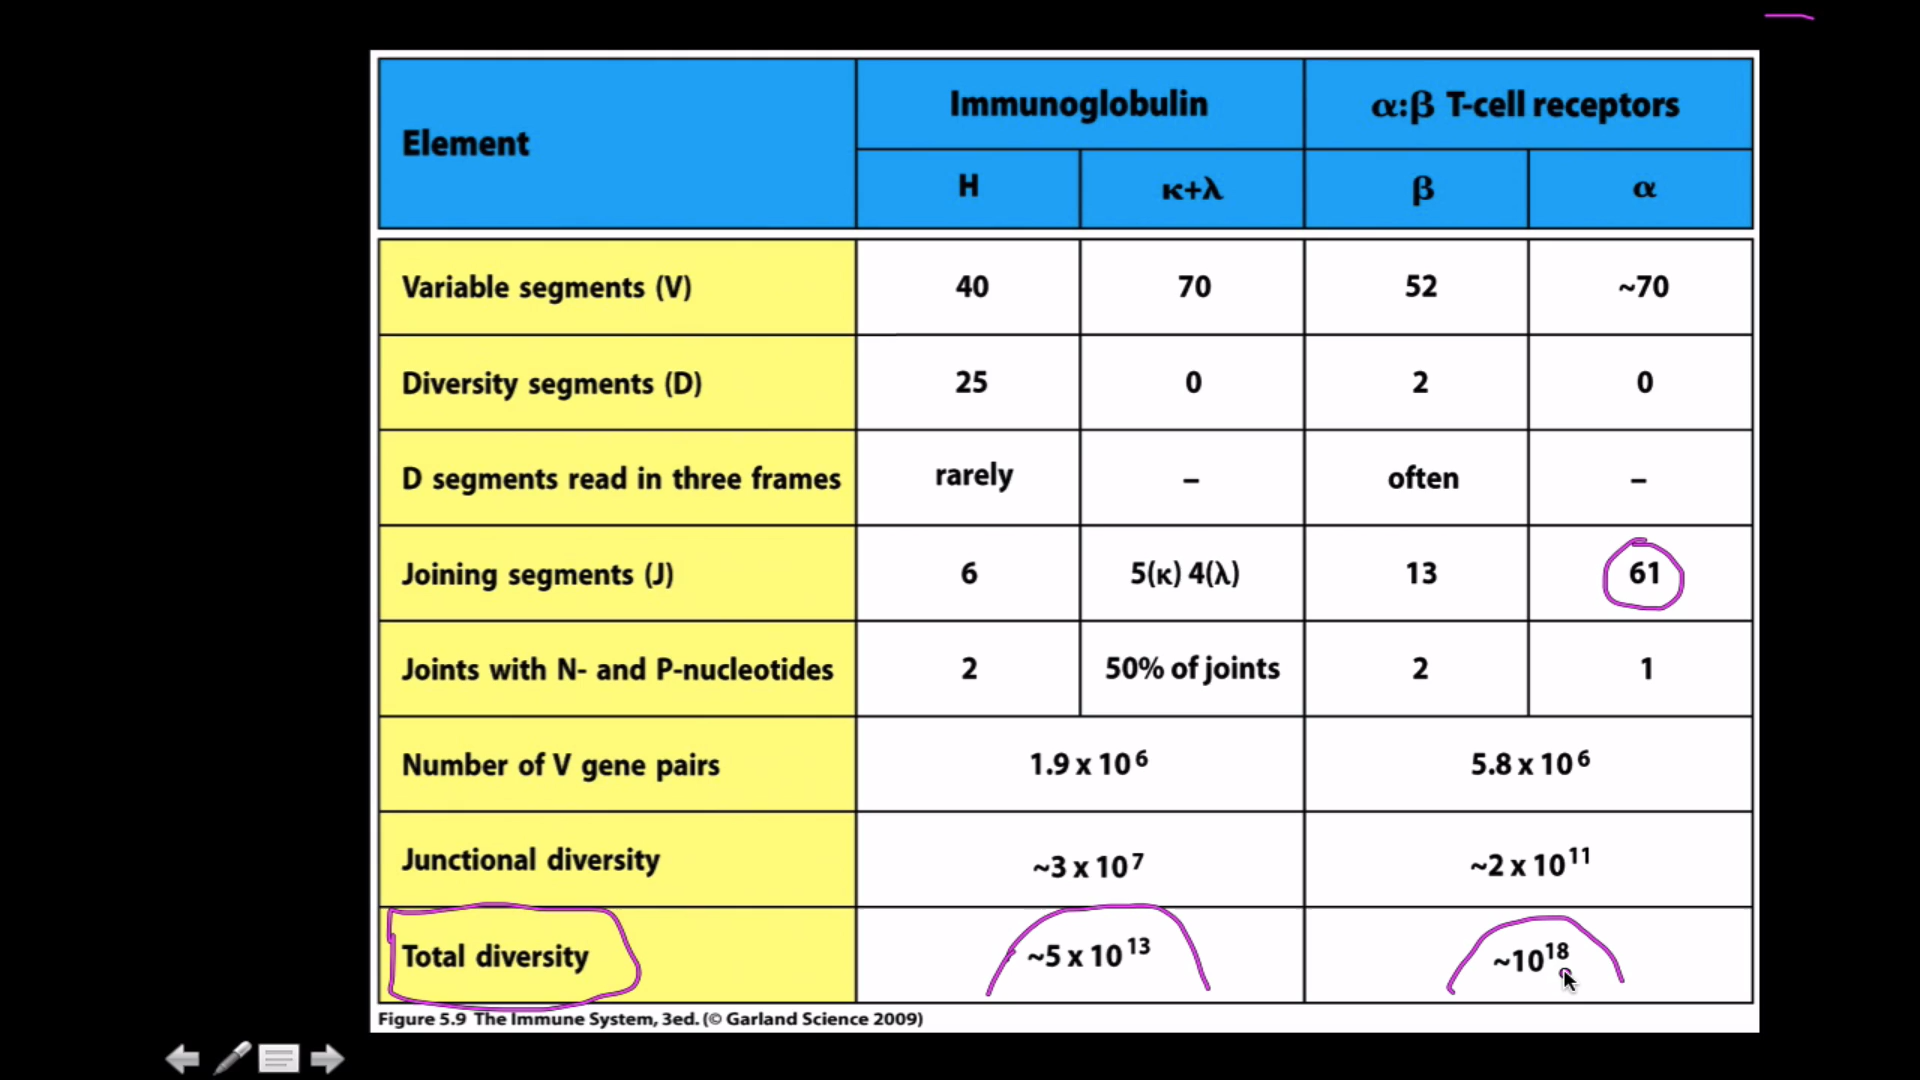 Element Immunoglobulin α:β T-cell receptors
H κ+λ β α
Variable segments (V) 40 70 52 ~70
Diversity segments (D) 25 0 2 0
D segments read in three frames rarely – often –
Joining segments (J) 6 5(κ) 4(λ) 13 61
Joints with N- and P-nucleotides 2 50% of joints 2 1
Number of V gene pairs 1.9 x 10⁶ 5.8 x 10⁶
Junctional diversity ~3 x 10⁷ ~2 x 10¹¹
Total diversity ~5 x 10¹³ ~10¹⁸
Figure 5.9 The Immune System, 3ed. (© Garland Science 2009)